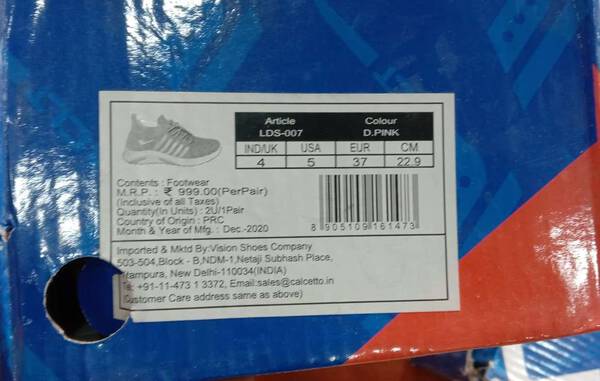 Article Colour
LDS-007 D.PINK
IND/UK USA EUR CM
4 5 37 22.9
Contents : Footwear
M.R.P. : ₹ 999.00(PerPair)
(Inclusive of all Taxes)
Quantity(In Units) : 2U/1Pair
Country of Origin : PRC
Month & Year of Mfg. : Dec.-2020
8 905109 161473
Imported & Mktd By:Vision Shoes Company
503-504,Block - B,NDM-1,Netaji Subhash Place,
tampura, New Delhi-110034(INDIA)
Te: +91-11-473 1 3372, Email:sales@calcetto.in
Customer Care address same as above)